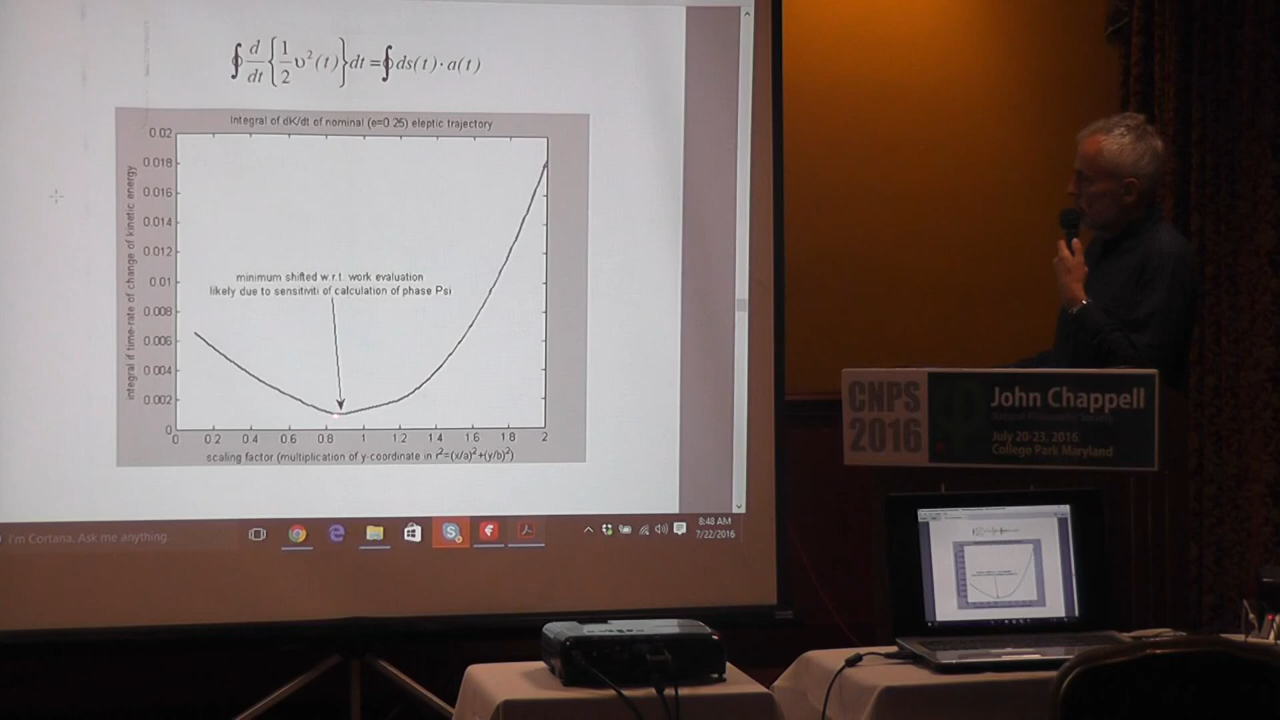 ∮ d/dt {1/2 υ²(t)} dt = ∮ ds(t) · a(t)
Integral of dK/dt of nominal (e=0.25) eleptic trajectory
0.02
0.018
0.016
0.014
0.012
0.01
0.008
0.006
0.004
0.002
0
integral if time-rate of change of kinetic energy
minimum shifted w.r.t. work evaluation
likely due to sensitiviti of calculation of phase Psi
0 0.2 0.4 0.6 0.8 1 1.2 1.4 1.6 1.8 2
scaling factor (multiplication of y-coordinate in r²=(x/a)²+(y/b)²)
I'm Cortana. Ask me anything.
8:48 AM
7/22/2016
CNPS
2016
John Chappell
Natural Philosophy Society
July 20-23, 2016
College Park Maryland